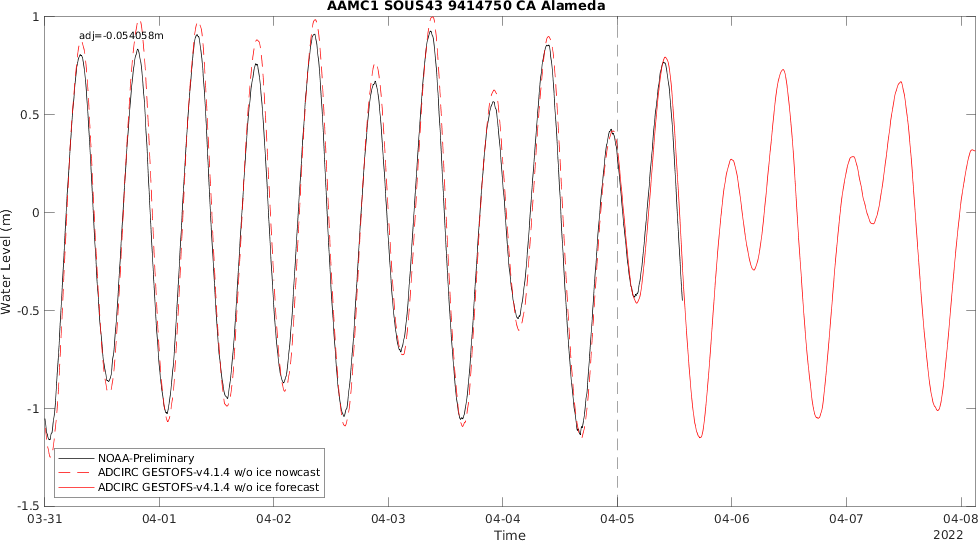 AAMC1 SOUS43 9414750 CA Alameda
adj=-0.054058m
1
0.5
0
-0.5
-1
-1.5
Water Level (m)
NOAA-Preliminary
ADCIRC GESTOFS-v4.1.4 w/o ice nowcast
ADCIRC GESTOFS-v4.1.4 w/o ice forecast
03-31 04-01 04-02 04-03 04-04 04-05 04-06 04-07 04-08
Time
2022